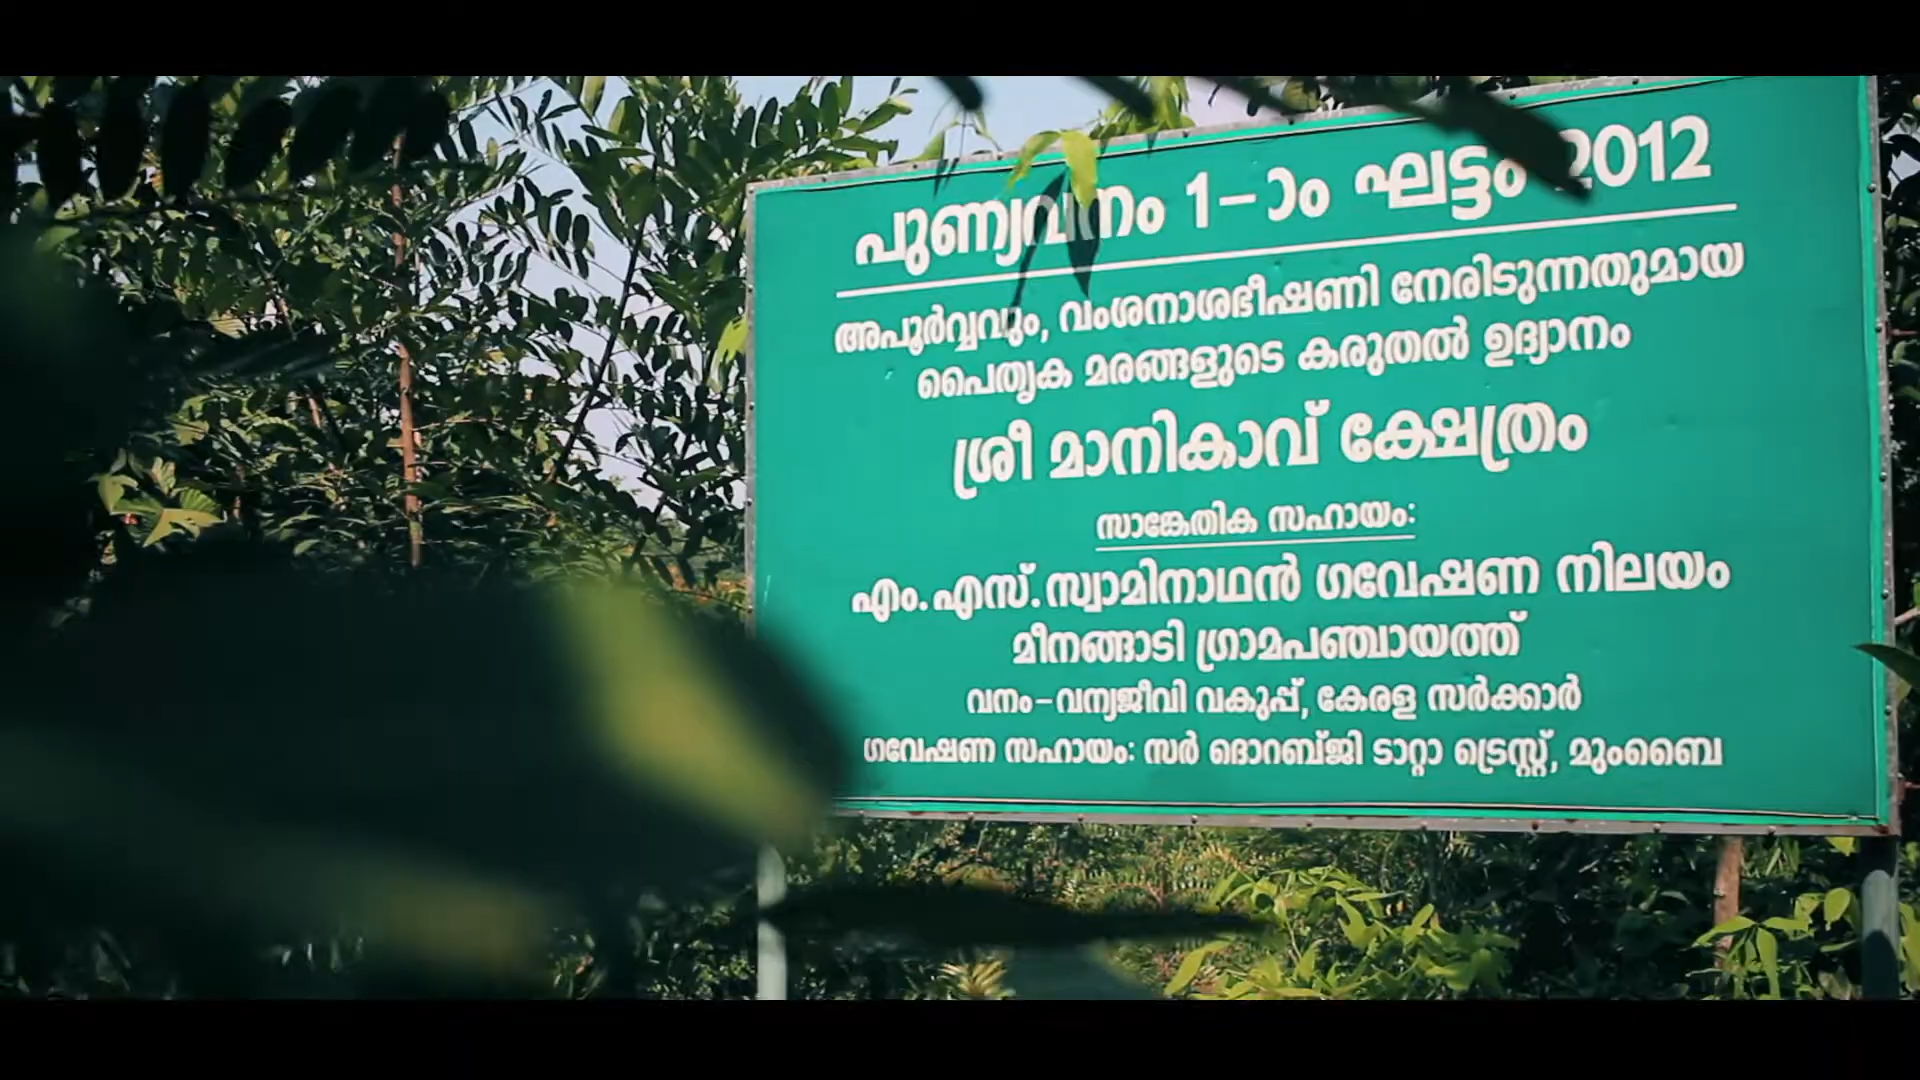 പുണ്യവനം 1-ാം ഘട്ടം 2012
അപൂർവ്വവും, വംശനാശഭീഷണി നേരിടുന്നതുമായ
പൈതൃക മരങ്ങളുടെ കരുതൽ ഉദ്യാനം
ശ്രീ മാനികാവ് ക്ഷേത്രം
സാങ്കേതിക സഹായം:
എം.എസ്.സ്വാമിനാഥൻ ഗവേഷണ നിലയം
മീനങ്ങാടി ഗ്രാമപഞ്ചായത്ത്
വനം-വന്യജീവി വകുപ്പ്, കേരള സർക്കാർ
ഗവേഷണ സഹായം: സർ ദൊറബ്ജി ടാറ്റാ ട്രെസ്റ്റ്, മുംബൈ